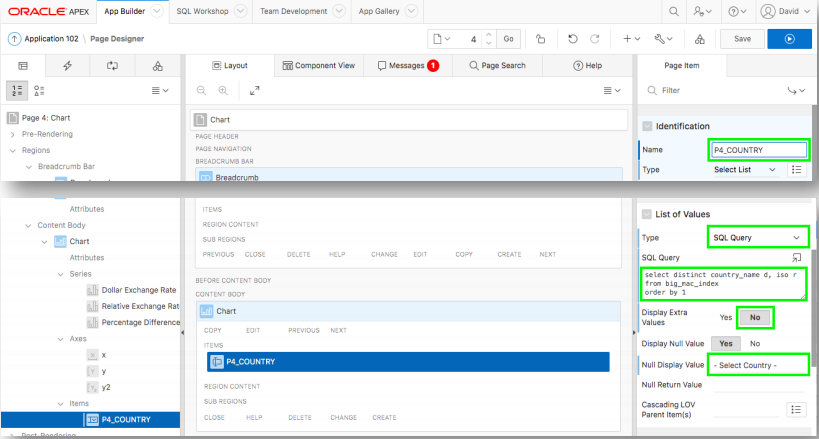 ORACLE APEX App Builder SQL Workshop Team Development App Gallery David
Application 102 \ Page Designer 4 Go Save
Layout Component View Messages 1 Page Search Help Page Item
Filter
Page 4: Chart
Pre-Rendering
Regions
Breadcrumb Bar
Chart
PAGE HEADER
PAGE NAVIGATION
BREADCRUMB BAR
Breadcrumb
Identification
Name P4_COUNTRY
Type Select List
Attributes
Content Body
Chart
Attributes
Series
Dollar Exchange Rate
Relative Exchange Rat
Percentage Difference
Axes
x
y
y2
Items
P4_COUNTRY
ITEMS
REGION CONTENT
SUB REGIONS
PREVIOUS CLOSE DELETE HELP CHANGE EDIT COPY CREATE NEXT
BEFORE CONTENT BODY
CONTENT BODY
Chart
COPY EDIT PREVIOUS NEXT
ITEMS
P4_COUNTRY
REGION CONTENT
SUB REGIONS
CLOSE HELP DELETE CHANGE CREATE
List of Values
Type SQL Query
SQL Query
select distinct country_name d, iso r
from big_mac_index
order by 1
Display Extra
Values Yes No
Display Null Value Yes No
Null Display Value - Select Country -
Null Return Value
Cascading LOV
Parent Item(s)